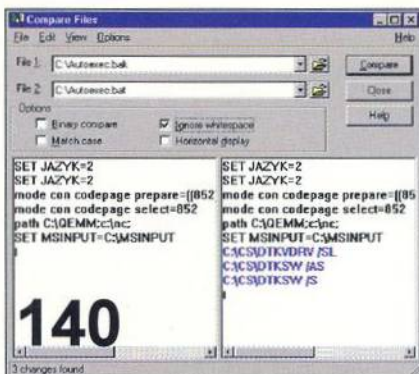 Compare Files
File Edit View Options Help
File 1: C:\Autoexec.bak Compare
File 2: C:\Autoexec.bat Close
Options
Binary compare Ignore whitespace Help
Match case Horizontal display
SET JAZYK=2
SET JAZYK=2
mode con codepage prepare=[[852
mode con codepage select=852
path C:\QEMM;c:\nc;
SET MSINPUT=C:\MSINPUT
SET JAZYK=2
SET JAZYK=2
mode con codepage prepare=[[85
mode con codepage select=852
path C:\QEMM;c:\nc;
SET MSINPUT=C:\MSINPUT
C:\CS\DTKVDRV /SL
C:\CS\DTKSW /AS
C:\CS\DTKSW /S
140
3 changes found